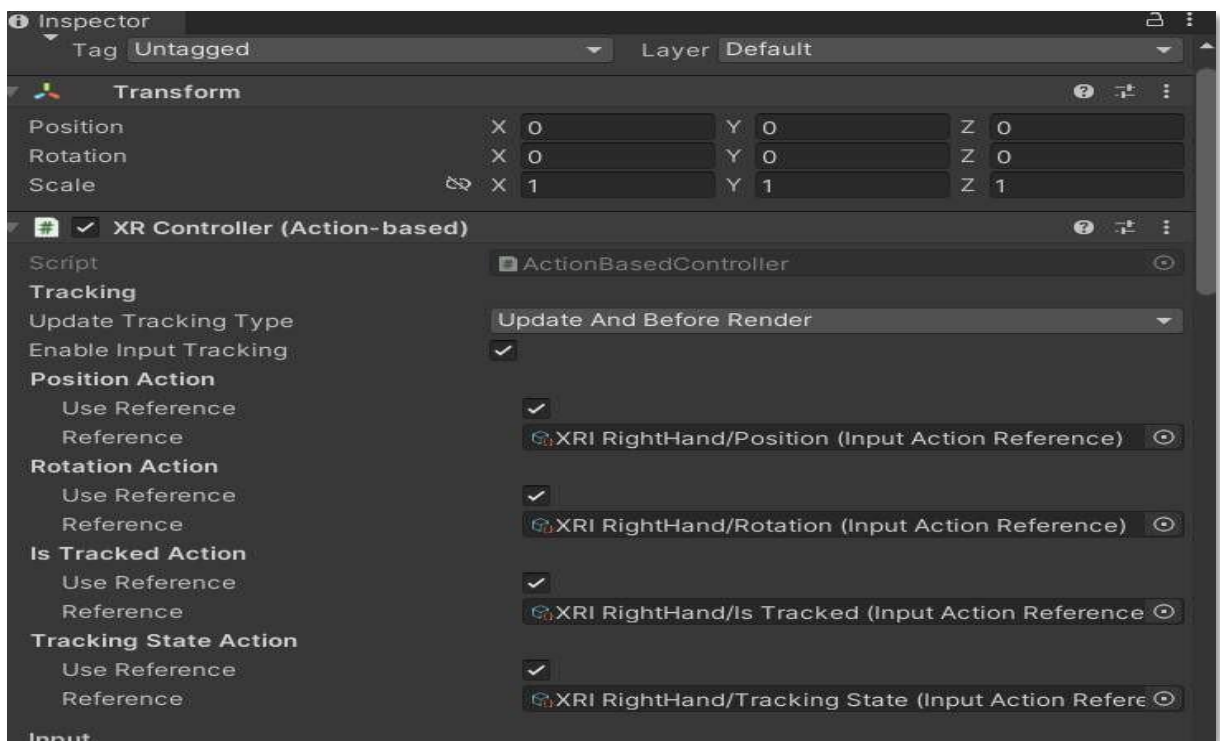 Inspector
Tag Untagged Layer Default
Transform
Position X 0 Y 0 Z 0
Rotation X 0 Y 0 Z 0
Scale X 1 Y 1 Z 1
# XR Controller (Action-based)
Script # ActionBasedController
Tracking
Update Tracking Type Update And Before Render
Enable Input Tracking
Position Action
Use Reference
Reference XRI RightHand/Position (Input Action Reference)
Rotation Action
Use Reference
Reference XRI RightHand/Rotation (Input Action Reference)
Is Tracked Action
Use Reference
Reference XRI RightHand/Is Tracked (Input Action Reference
Tracking State Action
Use Reference
Reference XRI RightHand/Tracking State (Input Action Refere
Input